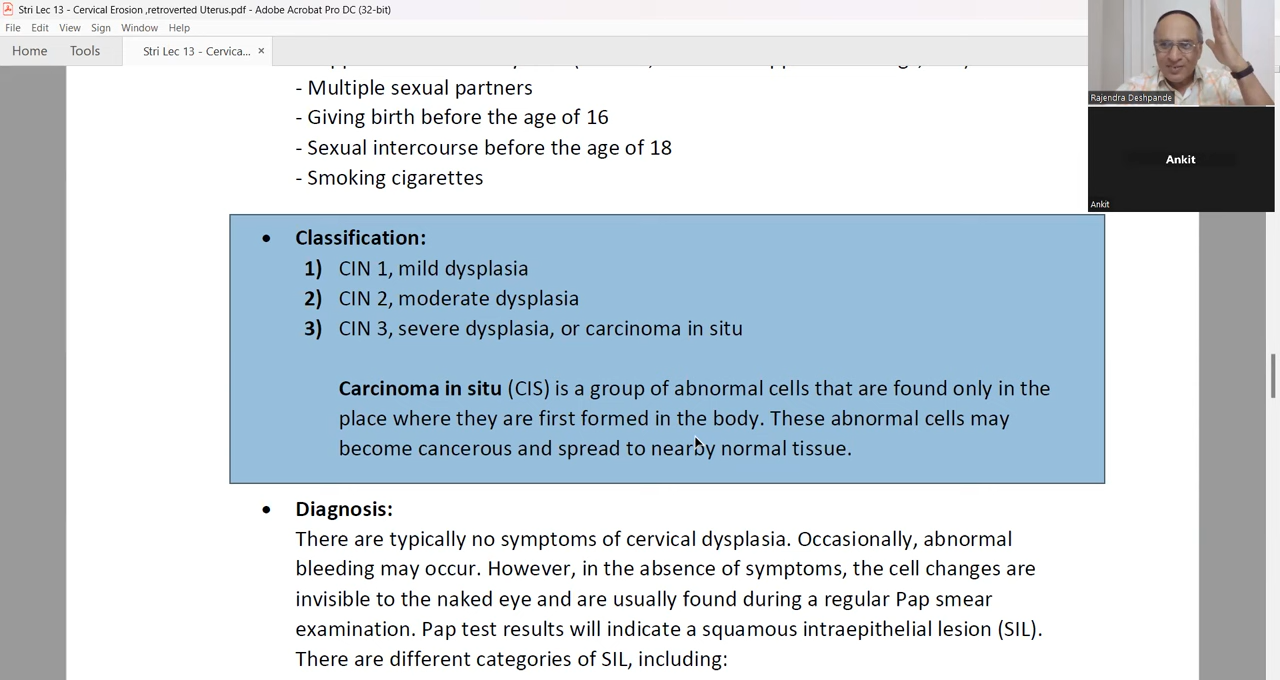 Stri Lec 13 - Cervical Erosion ,retroverted Uterus.pdf - Adobe Acrobat Pro DC (32-bit)
File Edit View Sign Window Help
Home Tools Stri Lec 13 - Cervica... ×
- Multiple sexual partners
- Giving birth before the age of 16
- Sexual intercourse before the age of 18
- Smoking cigarettes
• Classification:
1) CIN 1, mild dysplasia
2) CIN 2, moderate dysplasia
3) CIN 3, severe dysplasia, or carcinoma in situ
Carcinoma in situ (CIS) is a group of abnormal cells that are found only in the
place where they are first formed in the body. These abnormal cells may
become cancerous and spread to nearby normal tissue.
• Diagnosis:
There are typically no symptoms of cervical dysplasia. Occasionally, abnormal
bleeding may occur. However, in the absence of symptoms, the cell changes are
invisible to the naked eye and are usually found during a regular Pap smear
examination. Pap test results will indicate a squamous intraepithelial lesion (SIL).
There are different categories of SIL, including:
Rajendra Deshpande
Ankit
Ankit